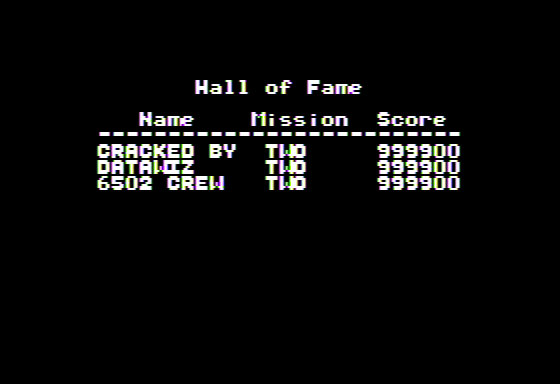 Hall of Fame
Name Mission Score
--------------------------
CRACKED BY TWO 999900
DATAWIZ TWO 999900
6502 CREW TWO 999900